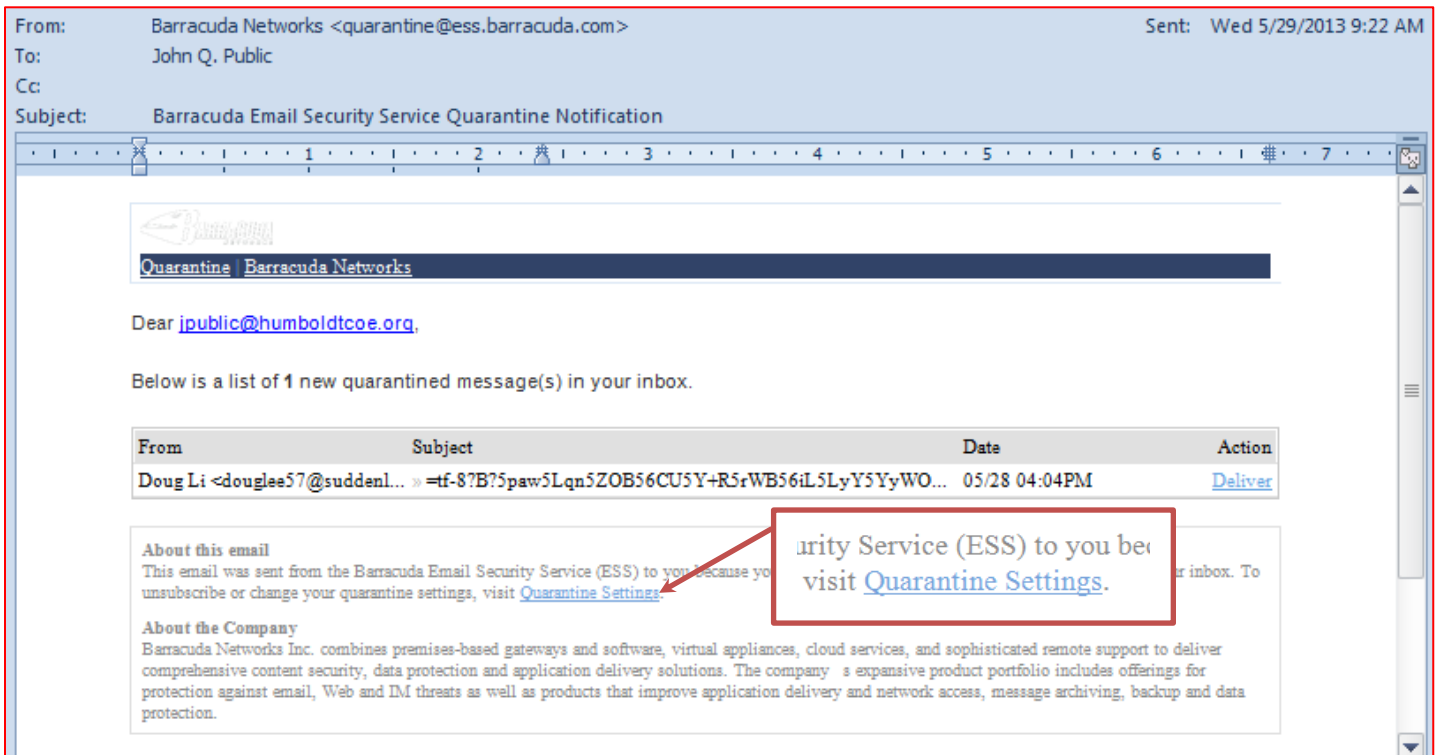 From: Barracuda Networks <quarantine@ess.barracuda.com> Sent: Wed 5/29/2013 9:22 AM
To: John Q. Public
Cc:
Subject: Barracuda Email Security Service Quarantine Notification
1 2 3 4 5 6 7
Quarantine | Barracuda Networks
Dear jpublic@humboldtcoe.org,
Below is a list of 1 new quarantined message(s) in your inbox.
From Subject Date Action
Doug Li <douglee57@suddenl... » =tf-8?B?5paw5Lqn5ZOB56CU5Y+R5rWB56iL5LyY5YyWO... 05/28 04:04PM Deliver
About this email
This email was sent from the Barracuda Email Security Service (ESS) to you because yo r inbox. To
unsubscribe or change your quarantine settings, visit Quarantine Settings.
urity Service (ESS) to you bec
visit Quarantine Settings.
About the Company
Barracuda Networks Inc. combines premises-based gateways and software, virtual appliances, cloud services, and sophisticated remote support to deliver
comprehensive content security, data protection and application delivery solutions. The company s expansive product portfolio includes offerings for
protection against email, Web and IM threats as well as products that improve application delivery and network access, message archiving, backup and data
protection.